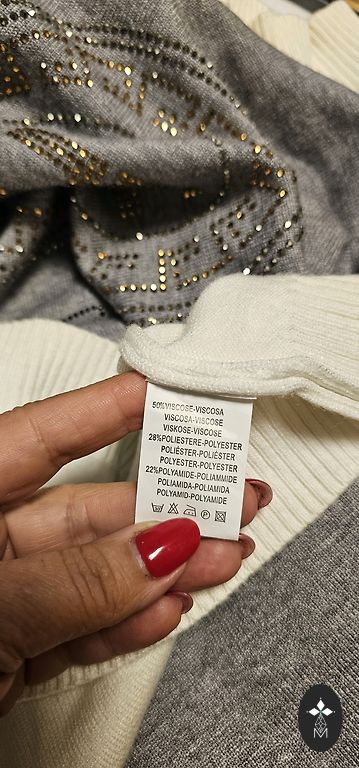 50%VISCOSE-VISCOSA
VISCOSA-VISCOSE
VISKOSE-VISCOSE
28%POLIESTERE-POLYESTER
POLIÉSTER-POLIÉSTER
POLYESTER-POLYESTER
22%POLYAMIDE-POLIAMMIDE
POLIAMIDA-POLIAMIDA
POLYAMID-POLYAMIDE
M